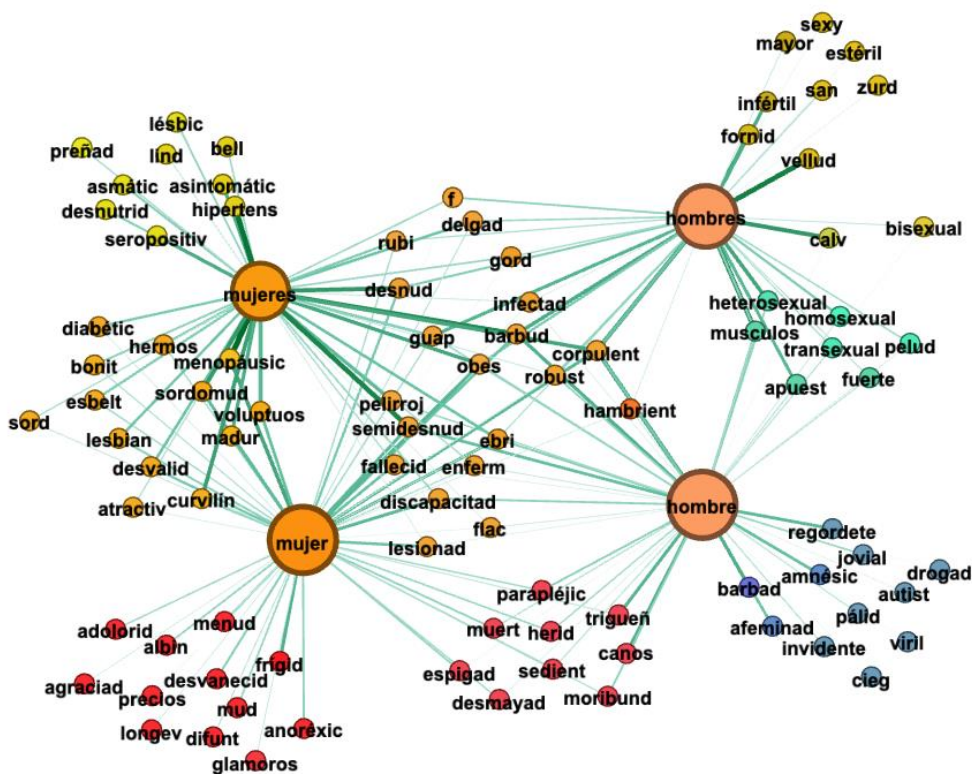 sexy
mayor
estéril
san
zurd
infértil
fornid
vellud
hombres
calv
bisexual
lésbic
preñad
lind
bell
asmátic
asintomátic
desnutrid
hipertens
seropositiv
mujeres
f
delgad
rubi
gord
desnud
infectad
guap
barbud
obes
corpulent
robust
hambrient
heterosexual
homosexual
musculos
transexual
pelud
apuest
fuerte
diabétic
hermos
bonit
menopáusic
esbelt
sordomud
voluptuos
sord
lesbian
madur
desvalid
atractiv
curvilín
pelirroj
semidesnud
ebri
fallecid
enferm
discapacitad
flac
lesionad
mujer
hombre
regordete
jovial
drogad
barbad
amnésic
autist
pálid
afeminad
invidente
viril
cieg
parapléjic
trigueñ
muert
herid
canos
espigad
sedient
desmayad
moribund
adolorid
menud
albin
frigid
agraciad
desvanecid
precios
mud
longev
difunt
anoréxic
glamoros